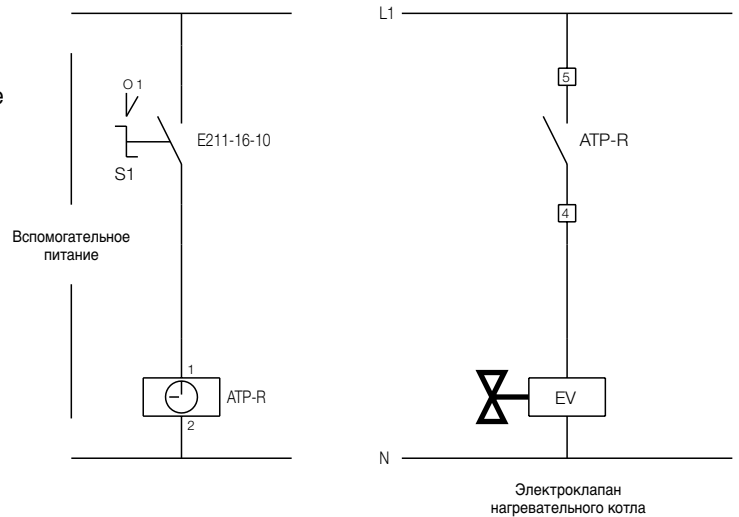 L1
е
O 1
E211-16-10
S1
Вспомогательное
питание
1
ATP-R
2
5
ATP-R
4
EV
N
Электроклапан
нагревательного котла